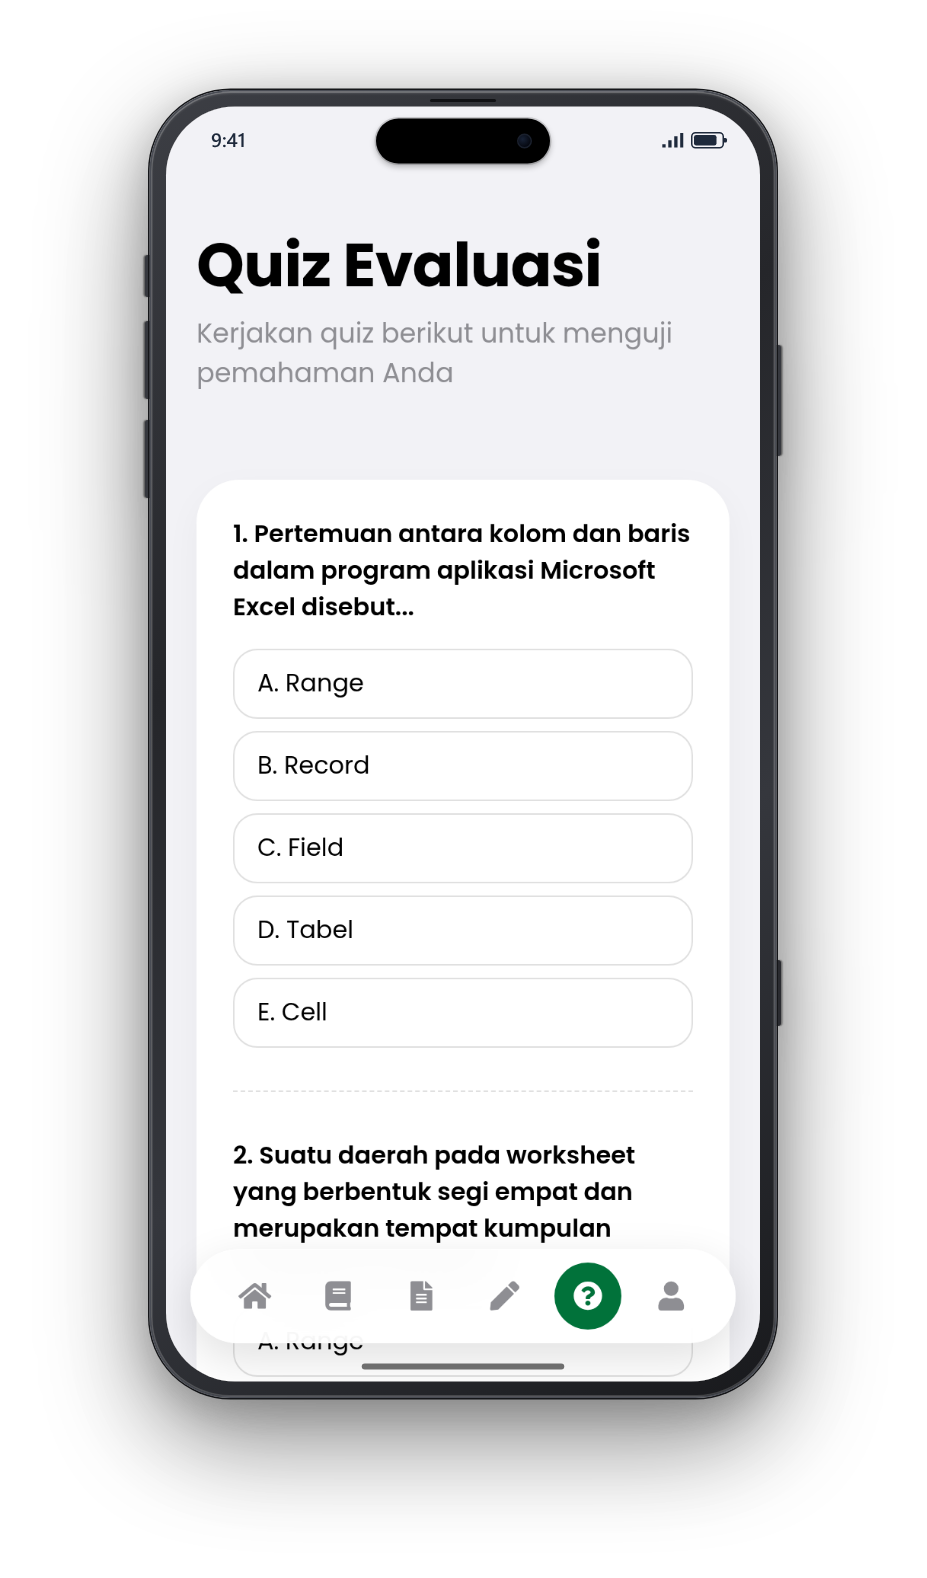 9:41
Quiz Evaluasi
Kerjakan quiz berikut untuk menguji
pemahaman Anda
1. Pertemuan antara kolom dan baris
dalam program aplikasi Microsoft
Excel disebut...
A. Range
B. Record
C. Field
D. Tabel
E. Cell
2. Suatu daerah pada worksheet
yang berbentuk segi empat dan
merupakan tempat kumpulan
A. Range